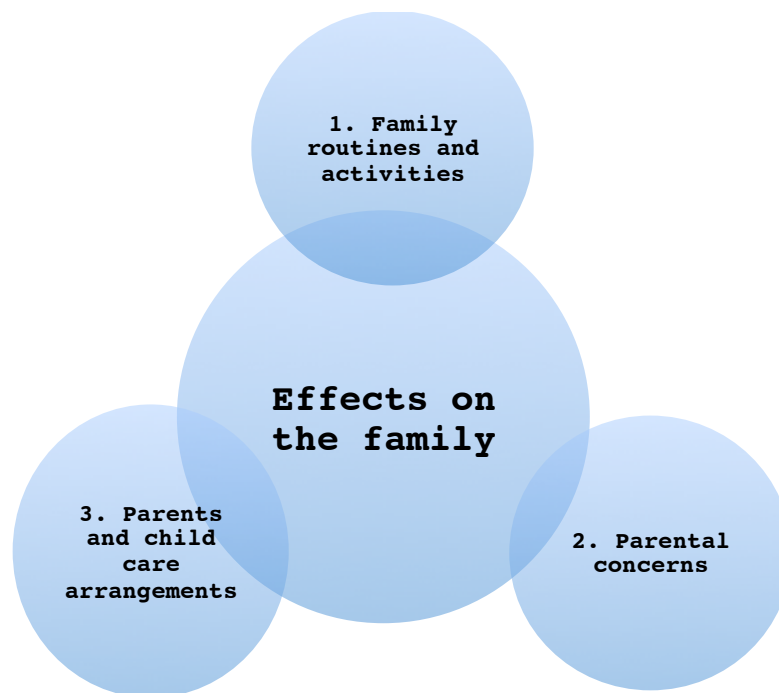 1. Family
routines and
activities
Effects on
the family
3. Parents
and child
care
arrangements
2. Parental
concerns